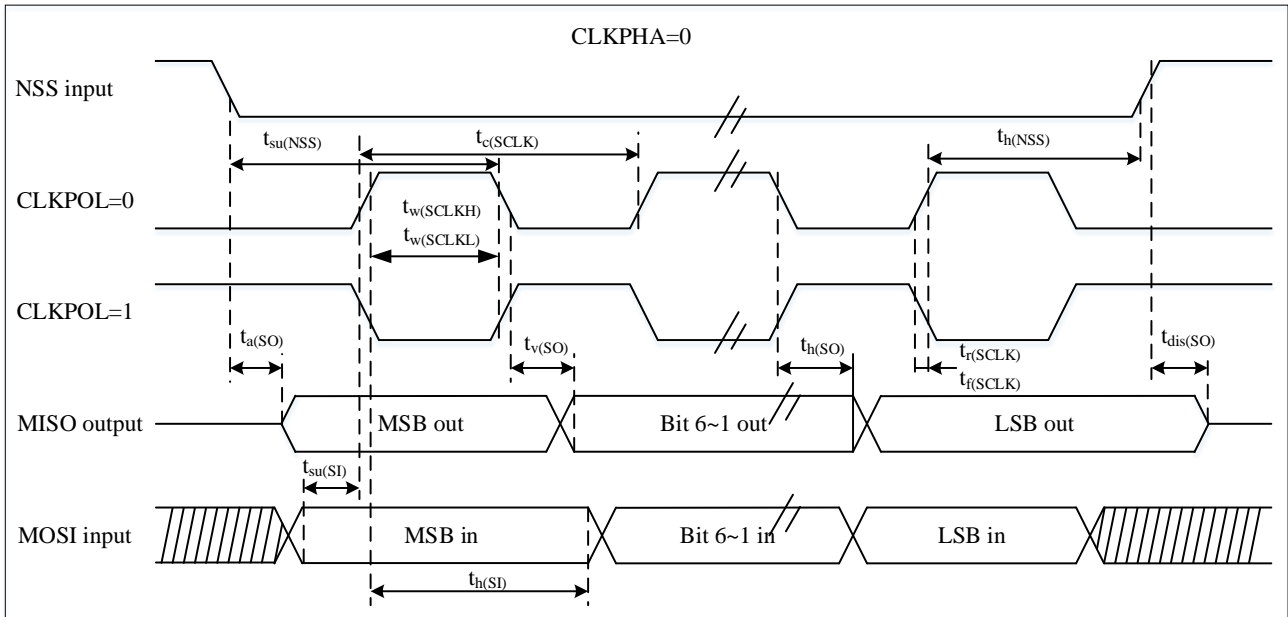 CLKPHA=0
NSS input
tsu(NSS)
tc(SCLK)
th(NSS)
CLKPOL=0
tw(SCLKH)
tw(SCLKL)
CLKPOL=1
ta(SO)
tv(SO)
th(SO)
tr(SCLK)
tf(SCLK)
tdis(SO)
MISO output
MSB out
Bit 6~1 out
LSB out
tsu(SI)
MOSI input
MSB in
Bit 6~1 in
LSB in
th(SI)